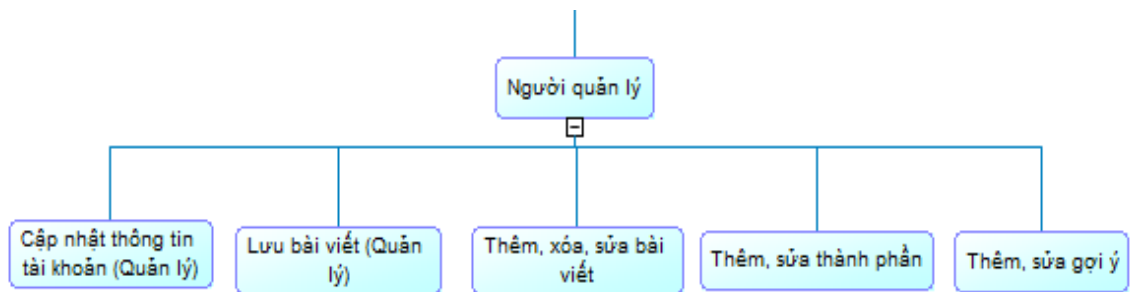 Người quản lý
Cập nhật thông tin
tài khoản (Quản lý)
Lưu bài viết (Quản
lý)
Thêm, xóa, sửa bài
viết
Thêm, sửa thành phần
Thêm, sửa gợi ý